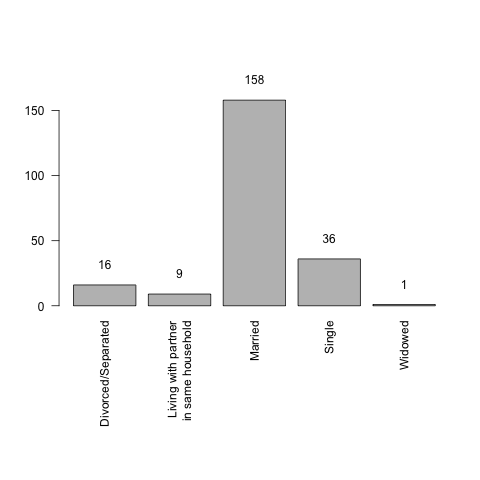 158
150
100
50
0
16
9
36
1
Divorced/Separated
Living with partner
in same household
Married
Single
Widowed